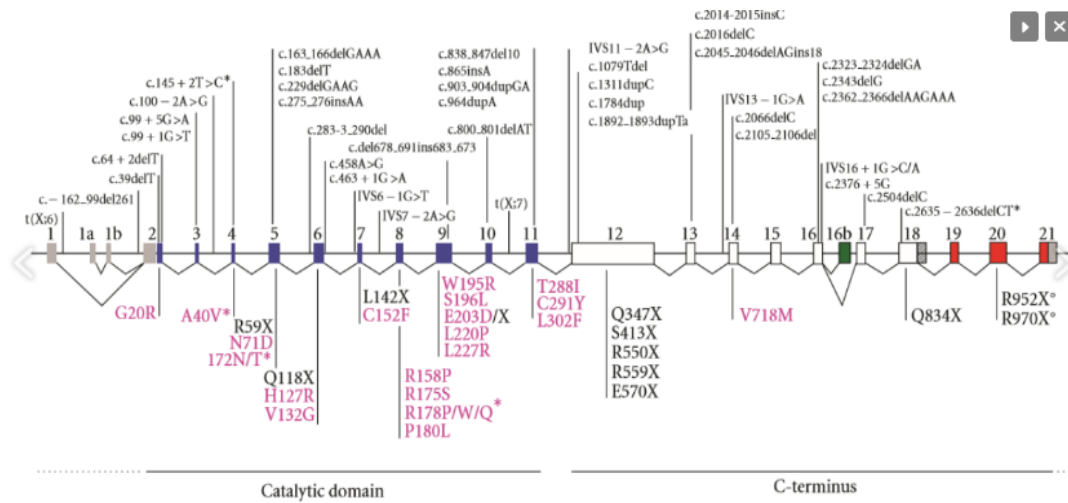 c.2014-2015insC
c.2016delC
c.2045_2046delAGins18
c.163_166delGAAA
c.183delT
c.229delGAAG
c.275_276insAA
c.838_847del10
c.865insA
c.903_904dupGA
c.964dupA
IVS11 – 2A>G
c.1079Tdel
c.1311dupC
c.1784dup
c.1892_1893dupTa
c.2323_2324delGA
c.2343delG
c.2362_2366delAAGAAA
c.145 + 2T > C*
c.100 – 2A > G
c.99 + 5G > A
c.99 + 1G > T
c.64 + 2delT
c.39delT
c.– 162_99del261
t(X;6)
c.283-3_290del
c.del678_691ins683_673
c.458A>G
c.463 + 1G > A
IVS6 – 1G>T
IVS7 – 2A>G
c.800_801delAT
t(X;7)
IVS13 – 1G>A
c.2066delC
c.2105_2106del
IVS16 + 1G >C/A
c.2376 + 5G
c.2504delC
c.2635 – 2636delCT*
1 1a 1b 2 3 4 5 6 7 8 9 10 11 12 13 14 15 16 16b 17 18 19 20 21
G20R
A40V*
R59X
N71D
172N/T*
Q118X
H127R
V132G
L142X
C152F
R158P
R175S
R178P/W/Q*
P180L
W195R
S196L
E203D/X
L220P
L227R
T288I
C291Y
L302F
Q347X
S413X
R550X
R559X
E570X
V718M
Q834X
R952X°
R970X°
Catalytic domain
C-terminus